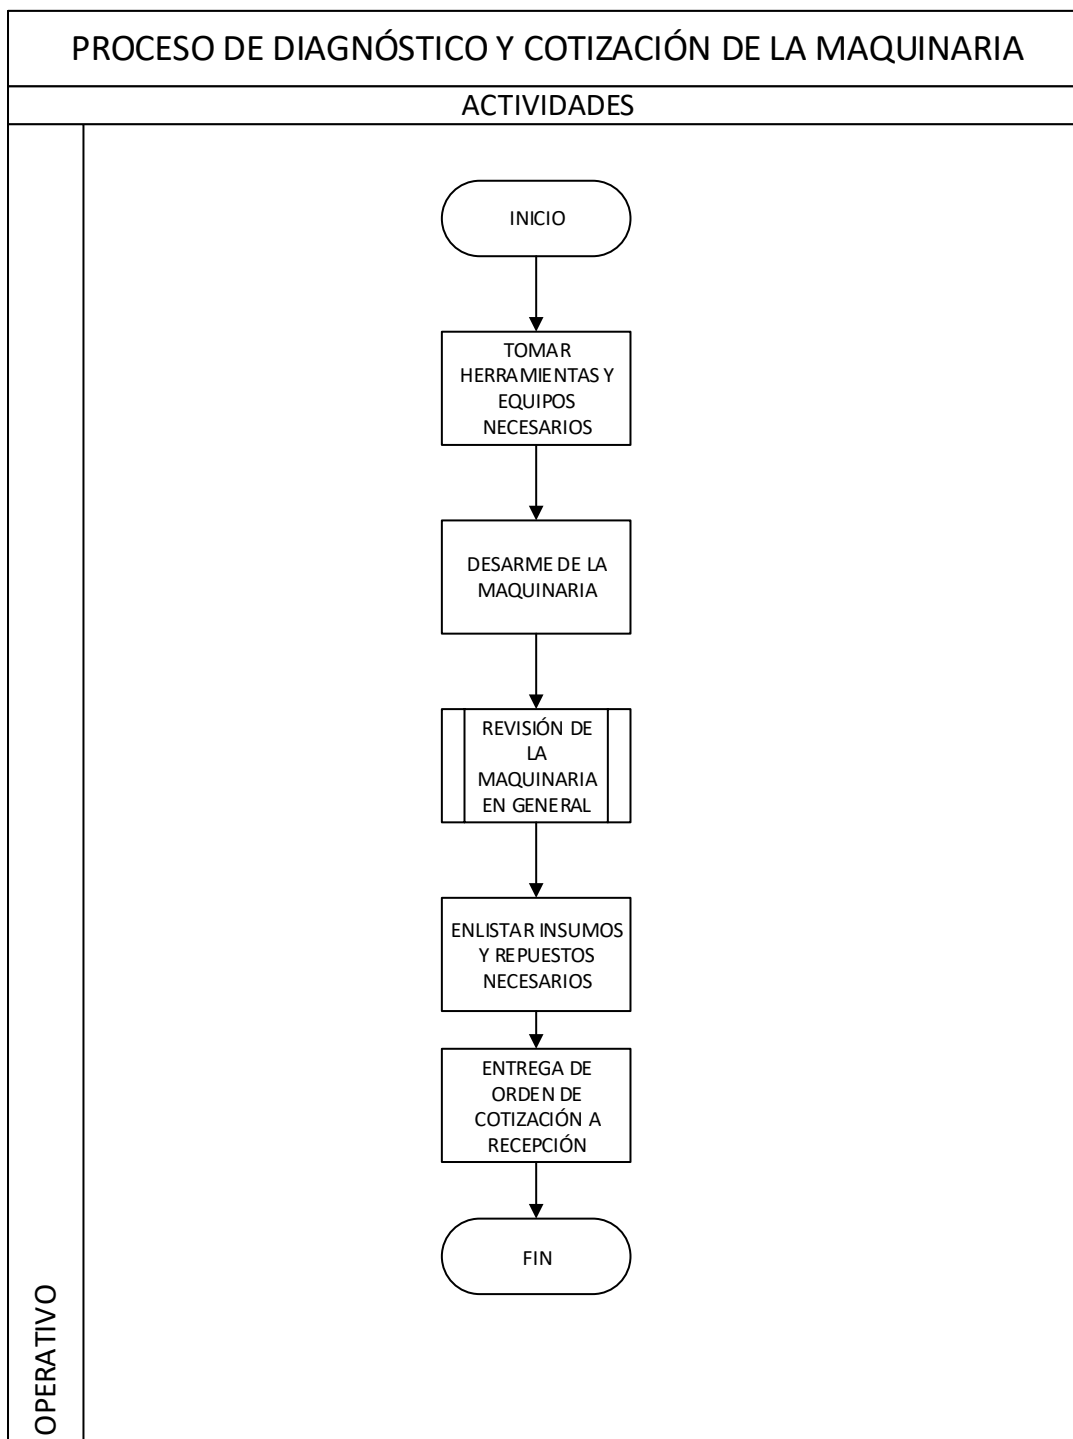 PROCESO DE DIAGNÓSTICO Y COTIZACIÓN DE LA MAQUINARIA
ACTIVIDADES
INICIO
TOMAR
HERRAMIENTAS Y
EQUIPOS
NECESARIOS
DESARME DE LA
MAQUINARIA
REVISIÓN DE
LA
MAQUINARIA
EN GENERAL
ENLISTAR INSUMOS
Y REPUESTOS
NECESARIOS
ENTREGA DE
ORDEN DE
COTIZACIÓN A
RECEPCIÓN
FIN
OPERATIVO